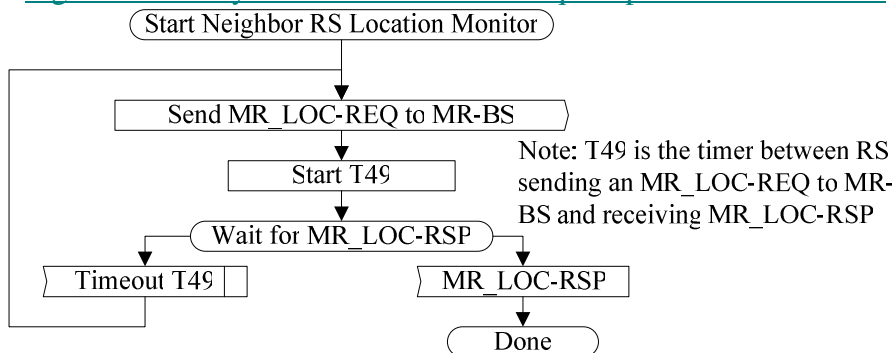 Start Neighbor RS Location Monitor
Send MR_LOC-REQ to MR-BS
Start T49
Note: T49 is the timer between RS
sending an MR_LOC-REQ to MR-
BS and receiving MR_LOC-RSP
Wait for MR_LOC-RSP
Timeout T49
MR_LOC-RSP
Done